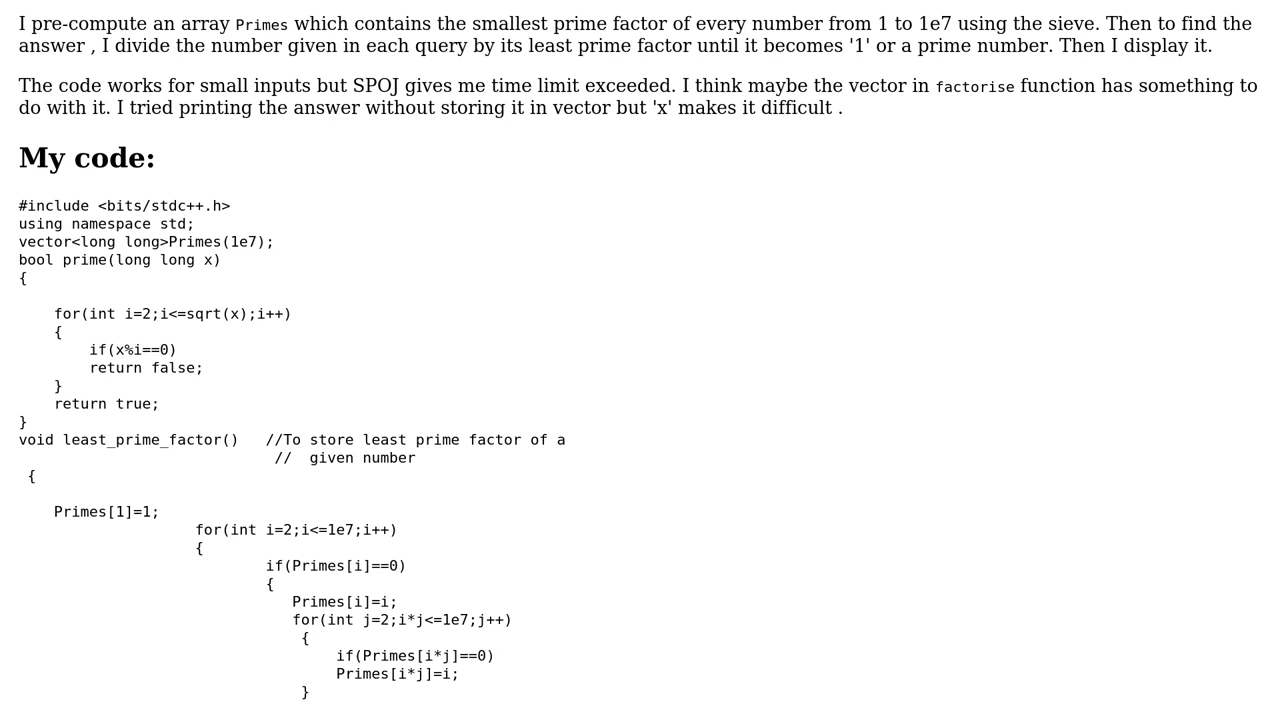 I pre-compute an array Primes which contains the smallest prime factor of every number from 1 to 1e7 using the sieve. Then to find the
answer , I divide the number given in each query by its least prime factor until it becomes '1' or a prime number. Then I display it.
The code works for small inputs but SPOJ gives me time limit exceeded. I think maybe the vector in factorise function has something to
do with it. I tried printing the answer without storing it in vector but 'x' makes it difficult .
My code:
#include <bits/stdc++.h>
using namespace std;
vector<long long>Primes(1e7);
bool prime(long long x)
{
    for(int i=2;i<=sqrt(x);i++)
    {
        if(x%i==0)
        return false;
    }
    return true;
}
void least_prime_factor()   //To store least prime factor of a
                             //  given number
 {
    Primes[1]=1;
                    for(int i=2;i<=1e7;i++)
                    {
                            if(Primes[i]==0)
                            {
                               Primes[i]=i;
                               for(int j=2;i*j<=1e7;j++)
                                {
                                    if(Primes[i*j]==0)
                                    Primes[i*j]=i;
                                }